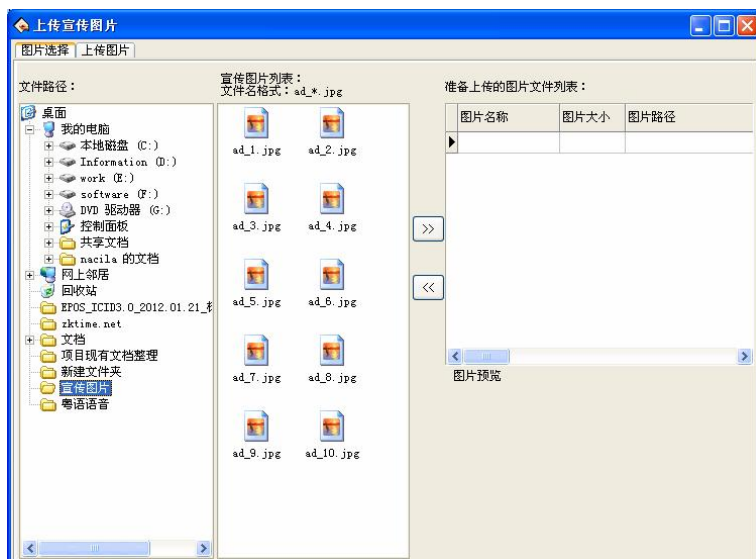 上传宣传图片
图片选择 上传图片
文件路径：
桌面
我的电脑
本地磁盘 (C:)
Information (D:)
work (E:)
software (F:)
DVD 驱动器 (G:)
控制面板
共享文档
nacila 的文档
网上邻居
回收站
EPOS_ICID3.0_2012.01.21_
zktime.net
文档
项目现有文档整理
新建文件夹
宣传图片
粤语语音
宣传图片列表：
文件名格式：ad_*.jpg
ad_1.jpg ad_2.jpg
ad_3.jpg ad_4.jpg
ad_5.jpg ad_6.jpg
ad_7.jpg ad_8.jpg
ad_9.jpg ad_10.jpg
>>
<<
准备上传的图片文件列表：
图片名称 图片大小 图片路径
图片预览